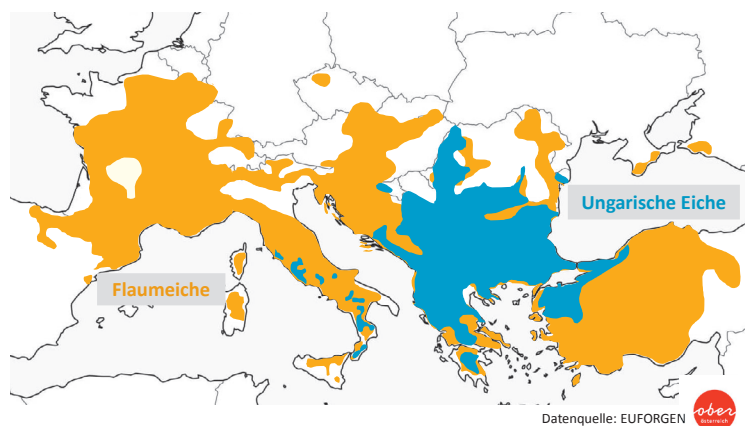 Ungarische Eiche
Flaumeiche
Datenquelle: EUFORGEN
ober
österreich